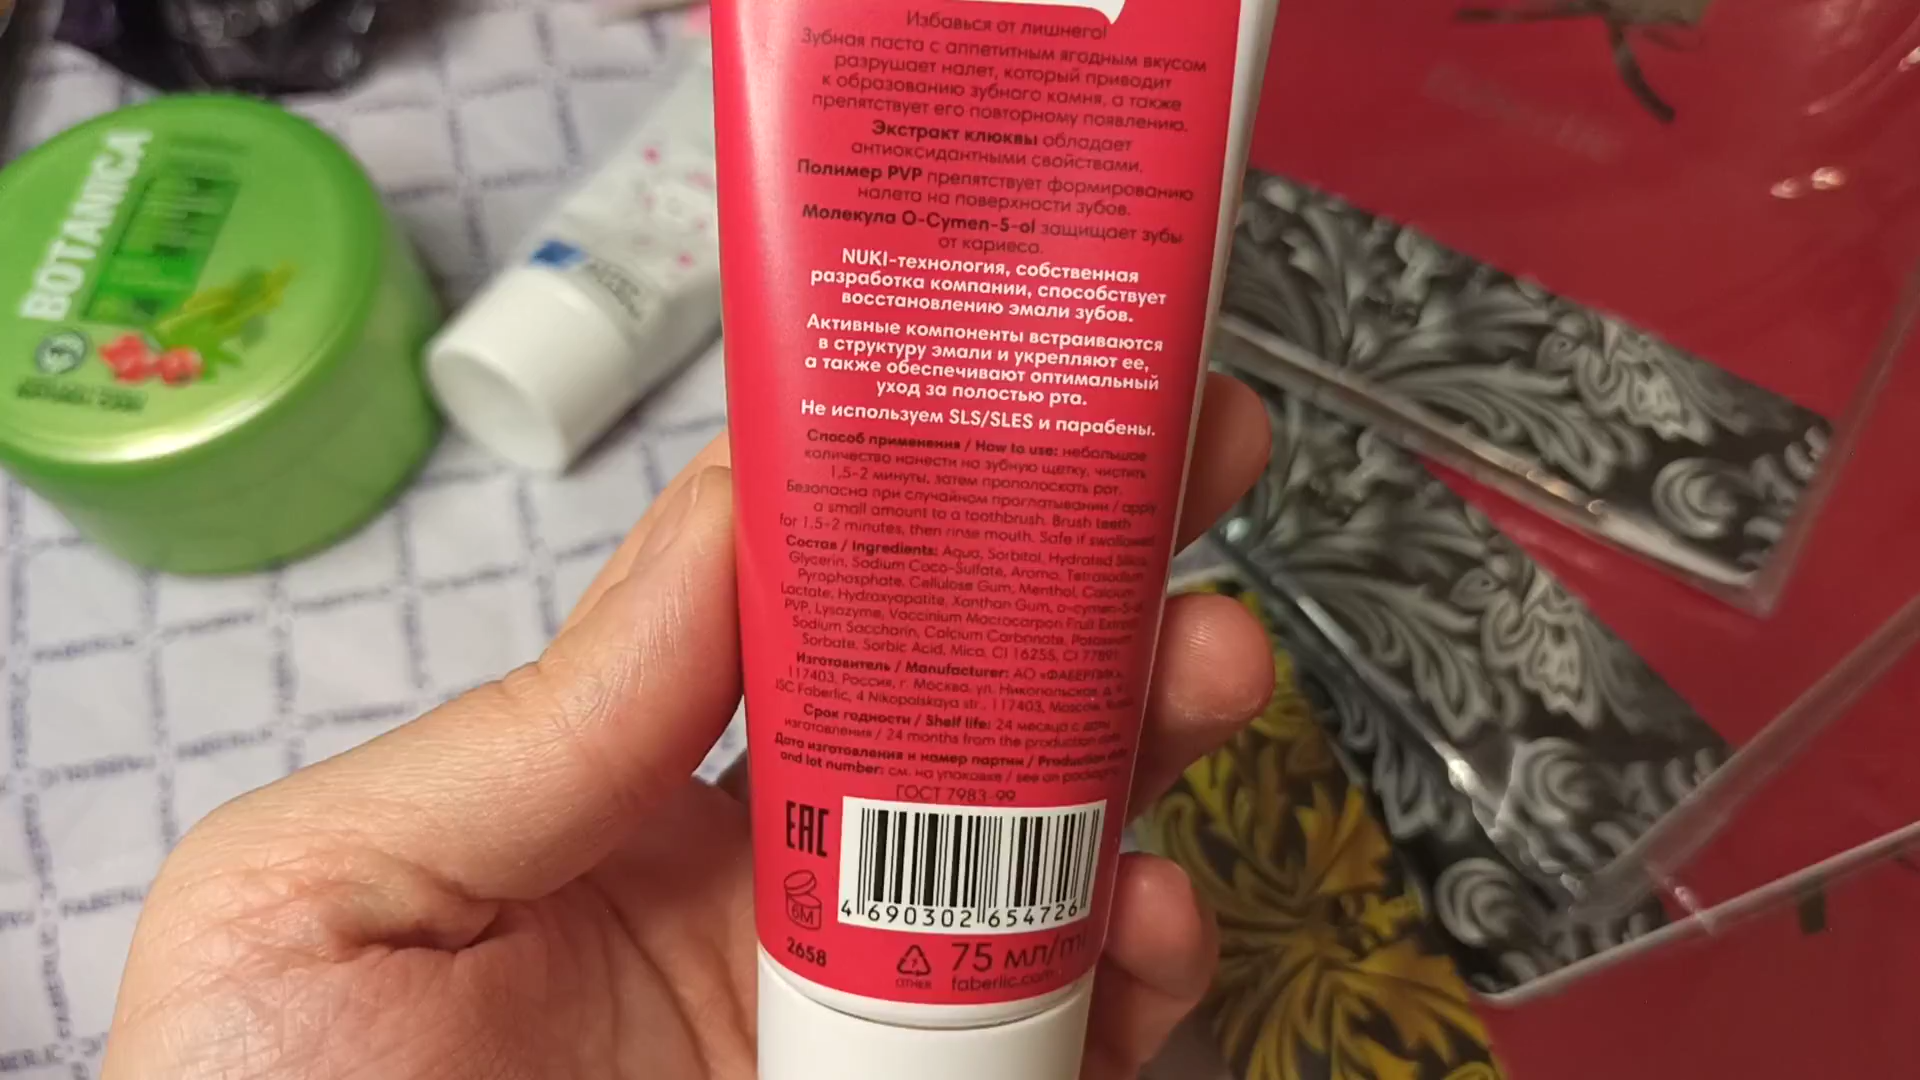 Избавься от лишнего!
Зубная паста с аппетитным ягодным вкусом
разрушает налет, который приводит
к образованию зубного камня, а также
препятствует его повторному появлению.
Экстракт клюквы обладает
антиоксидантными свойствами.
Полимер PVP препятствует формированию
налета на поверхности зубов.
Молекула O-Cymen-5-ol защищает зубы
от кариеса.
NUKI-технология, собственная
разработка компании, способствует
восстановлению эмали зубов.
Активные компоненты встраиваются
в структуру эмали и укрепляют ее,
а также обеспечивают оптимальный
уход за полостью рта.
Не используем SLS/SLES и парабены.
Способ применения / How to use: небольшое
количество нанести на зубную щетку, чистить
1,5–2 минуты, затем прополоскать рот.
Безопасна при случайном проглатывании / apply
a small amount to a toothbrush. Brush teeth
for 1.5–2 minutes, then rinse mouth. Safe if swallowed
Состав / Ingredients: Aqua, Sorbitol, Hydrated Silica,
Glycerin, Sodium Coco-Sulfate, Aroma, Tetrasodium
Pyrophosphate, Cellulose Gum, Menthol, Calcium
Lactate, Hydroxyapatite, Xanthan Gum, o-cymen-5-ol
PVP, Lysozyme, Vaccinium Macrocarpon Fruit Extract
Sodium Saccharin, Calcium Carbonate, Potassium
Sorbate, Sorbic Acid, Mica, CI 16255, CI 77891
Изготовитель / Manufacturer: АО «ФАБЕРЛИК»
117403, Россия, г. Москва, ул. Никопольская, д. 4
JSC Faberlic, 4 Nikopolskaya str., 117403, Moscow, Russia
Срок годности / Shelf life: 24 месяца с даты
изготовления / 24 months from the production date
Дата изготовления и номер партии / Production date
and lot number: см. на упаковке / see on packaging
ГОСТ 7983-99
EAC
4 690302 654726
6M
2658
7
OTHER
75 мл/ml
faberlic.com
BOTANICA